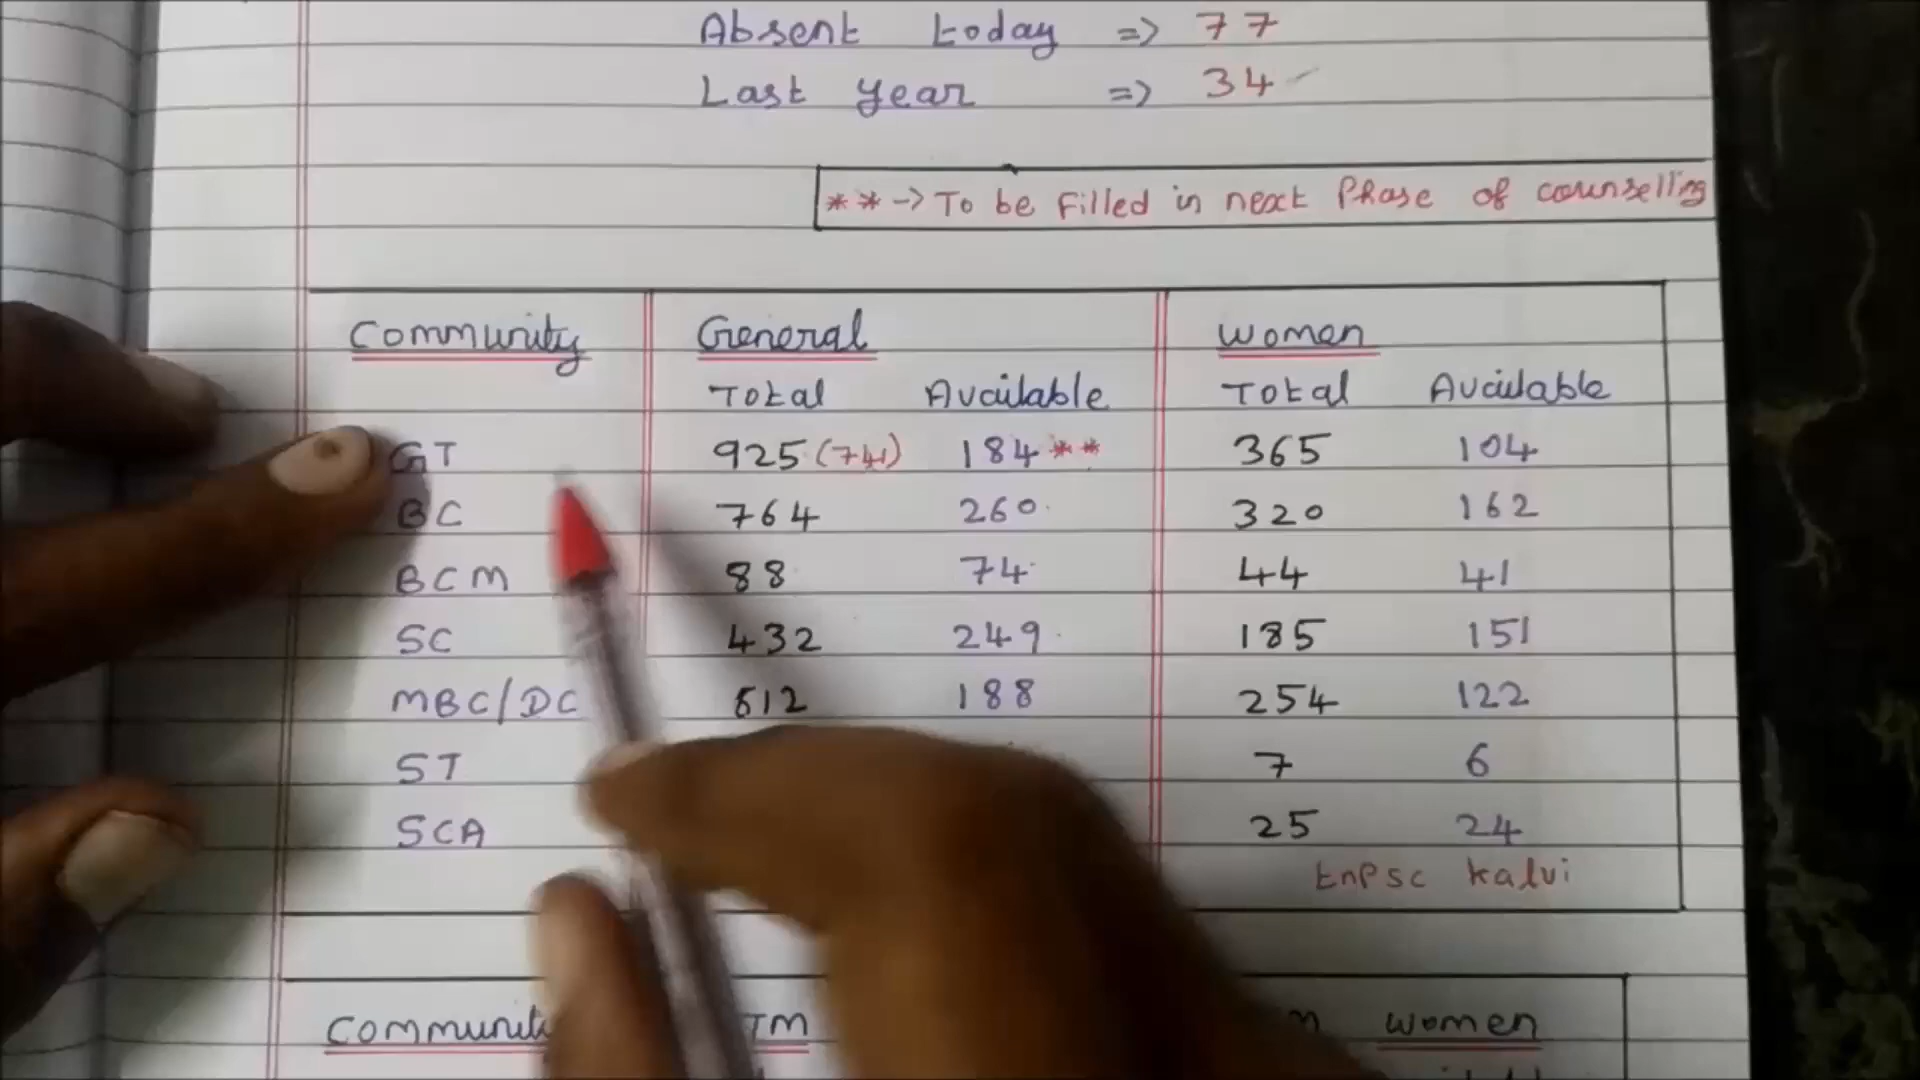 Absent today => 77
Last year => 34
** -> To be filled in next Phase of counselling
Community General Women
Total Available Total Available
GT 925 (741) 184 ** 365 104
BC 764 260 320 162
BCM 88 74 44 41
SC 432 249 185 151
MBC/DC 612 188 254 122
ST 7 6
SCA 25 24
tnpsc kalvi
Women